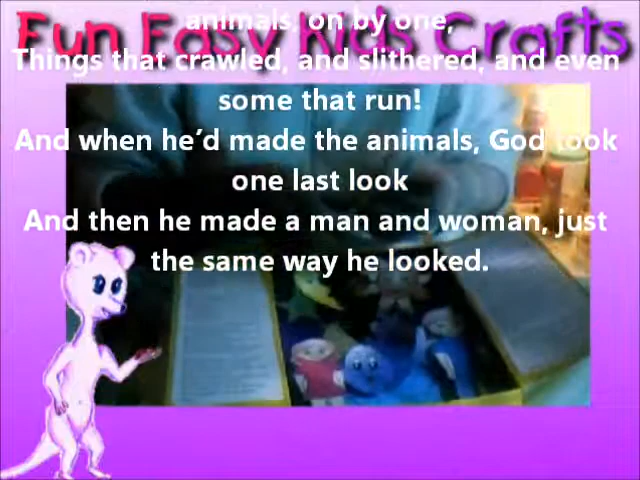 Fun Easy Kids Crafts
animals, on by one,
Things that crawled, and slithered, and even
some that run!
And when he'd made the animals, God took
one last look
And then he made a man and woman, just
the same way he looked.